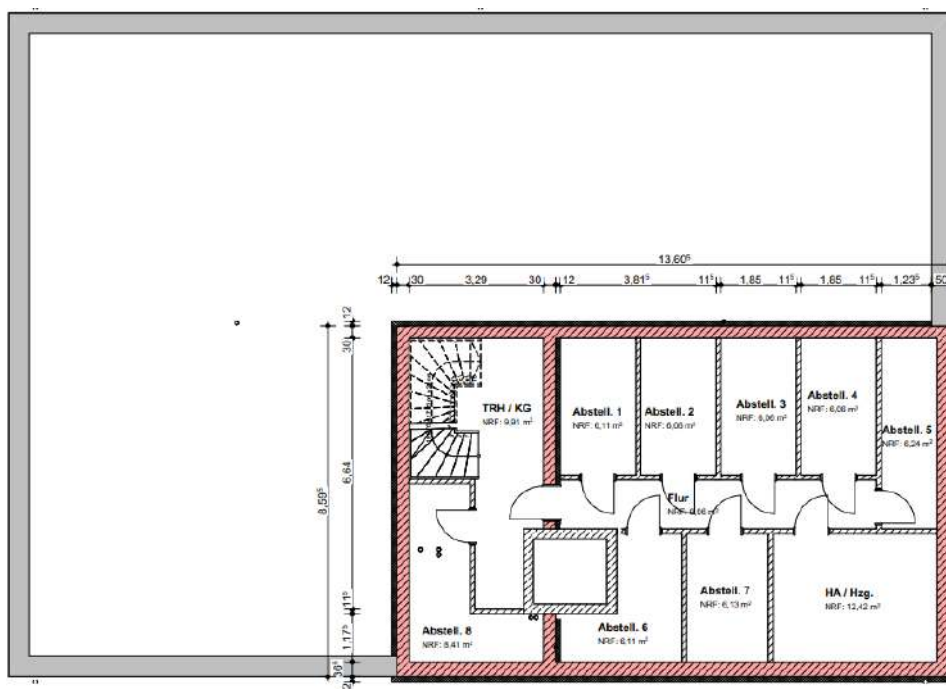 13,60⁵
12 30 3,29 30 12 3,81⁵ 11⁵ 1,85 11⁵ 1,85 11⁵ 1,23⁵ 50
12
30
6,64
8,59⁵
11⁵
1,17⁵
36⁵
TRH / KG
NRF: 9,91 m²
Abstell. 1
NRF: 6,11 m²
Abstell. 2
NRF: 6,06 m²
Abstell. 3
NRF: 6,06 m²
Abstell. 4
NRF: 6,06 m²
Abstell. 5
NRF: 6,24 m²
Flur
Abstell. 6
NRF: 6,11 m²
Abstell. 7
NRF: 6,13 m²
HA / Hzg.
NRF: 12,42 m²
Abstell. 8
NRF: 8,41 m²